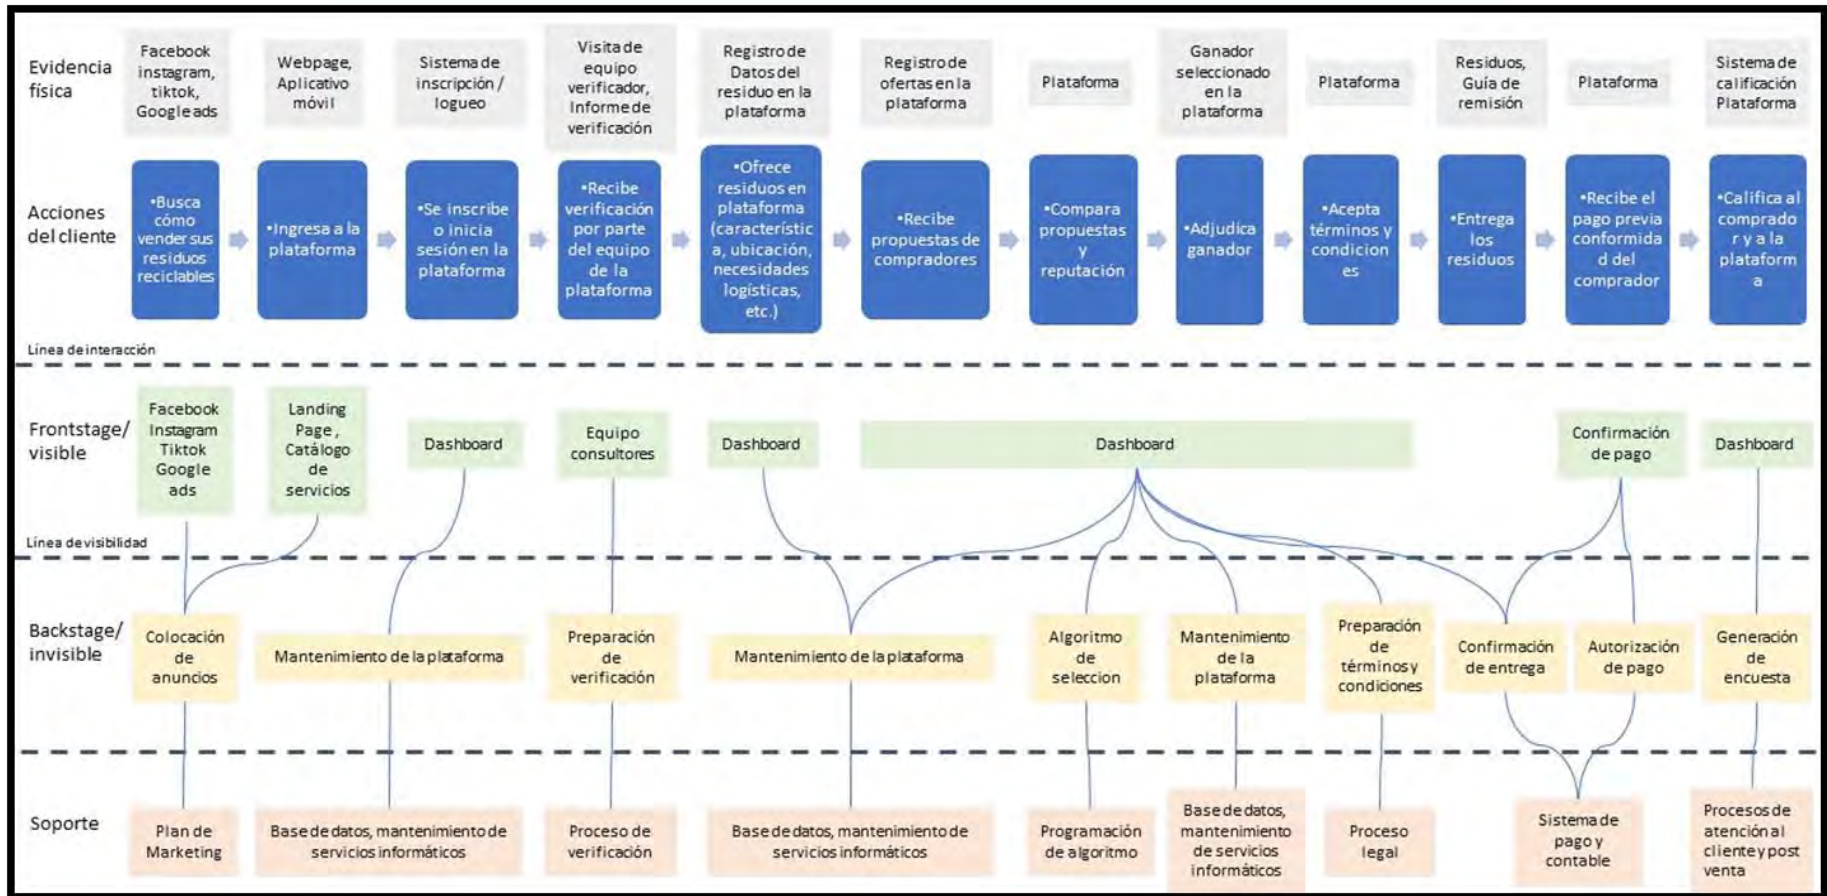 Evidencia
física
Facebook
instagram,
tiktok,
Google ads
Webpage,
Aplicativo
móvil
Sistema de
inscripción /
logueo
Visita de
equipo
verificador,
Informe de
verificación
Registro de
Datos del
residuo en la
plataforma
Registro de
ofertas en la
plataforma
Plataforma
Ganador
seleccionado
en la
plataforma
Plataforma
Residuos,
Guía de
remisión
Plataforma
Sistema de
calificación
Plataforma
Acciones
del cliente
•Busca
cómo
vender sus
residuos
reciclables
•Ingresa a la
plataforma
•Se inscribe
o inicia
sesión en la
plataforma
•Recibe
verificación
por parte
del equipo
de la
plataforma
•Ofrece
residuos en
plataforma
(característic
a, ubicación,
necesidades
logísticas,
etc.)
•Recibe
propuestas de
compradores
•Compara
propuestas
y
reputación
•Adjudica
ganador
•Acepta
términos y
condicion
es
•Entrega
los
residuos
•Recibe el
pago previa
conformida
d del
comprador
•Califica al
comprado
r y a la
plataform
a
Línea de interacción
Frontstage/
visible
Facebook
Instagram
Tiktok
Google
ads
Landing
Page ,
Catálogo
de
servicios
Dashboard
Equipo
consultores
Dashboard
Dashboard
Confirmación
de pago
Dashboard
Línea de visibilidad
Backstage/
invisible
Colocación
de
anuncios
Mantenimiento de la plataforma
Preparación
de
verificación
Mantenimiento de la plataforma
Algoritmo
de
seleccion
Mantenimiento
de la
plataforma
Preparación
de
términos y
condiciones
Confirmación
de entrega
Autorización
de pago
Generación
de
encuesta
Soporte
Plan de
Marketing
Base de datos, mantenimiento de
servicios informáticos
Proceso de
verificación
Base de datos, mantenimiento de
servicios informáticos
Programación
de algoritmo
Base de datos,
mantenimiento
de servicios
informáticos
Proceso
legal
Sistema de
pago y
contable
Procesos de
atención al
cliente y post
venta